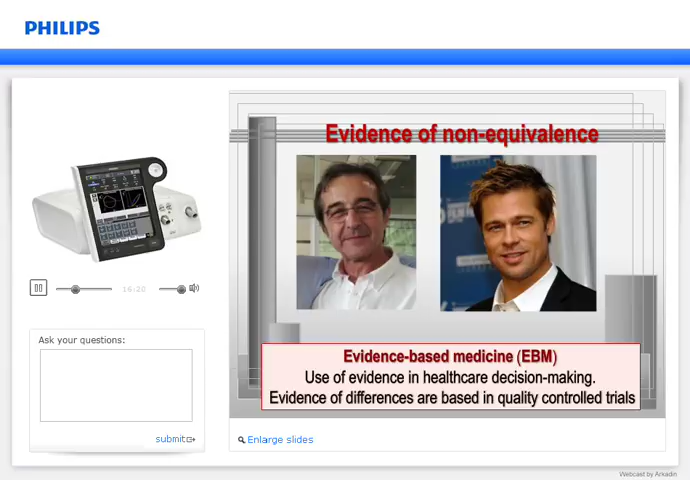 PHILIPS
Evidence of non-equivalence
16:20
Ask your questions:
submit
Evidence-based medicine (EBM)
Use of evidence in healthcare decision-making.
Evidence of differences are based in quality controlled trials
Enlarge slides
Webcast by Arkadin